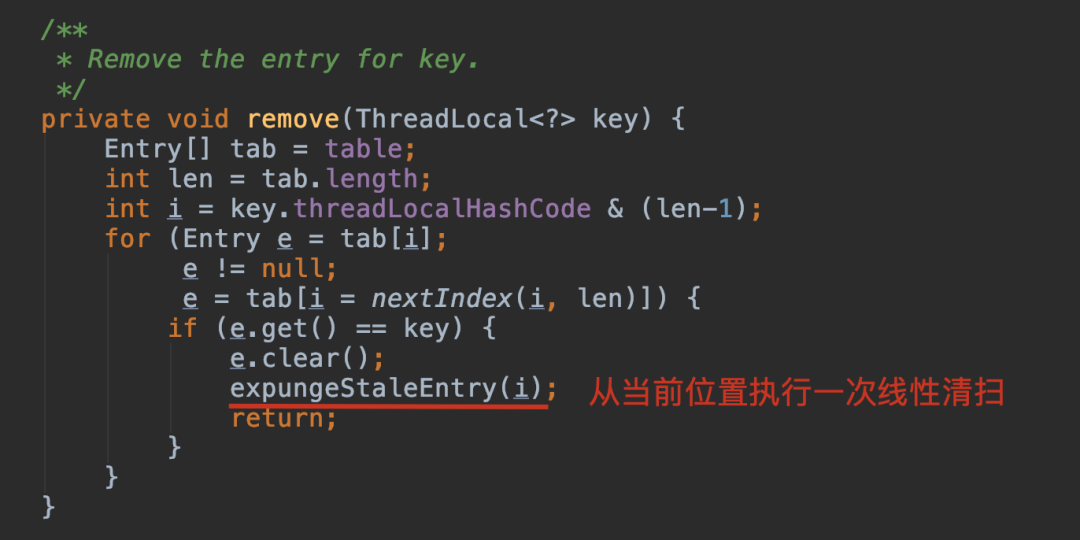 /**
 * Remove the entry for key.
 */
private void remove(ThreadLocal<?> key) {
    Entry[] tab = table;
    int len = tab.length;
    int i = key.threadLocalHashCode & (len-1);
    for (Entry e = tab[i];
         e != null;
         e = tab[i = nextIndex(i, len)]) {
        if (e.get() == key) {
            e.clear();
            expungeStaleEntry(i); 从当前位置执行一次线性清扫
            return;
        }
    }
}